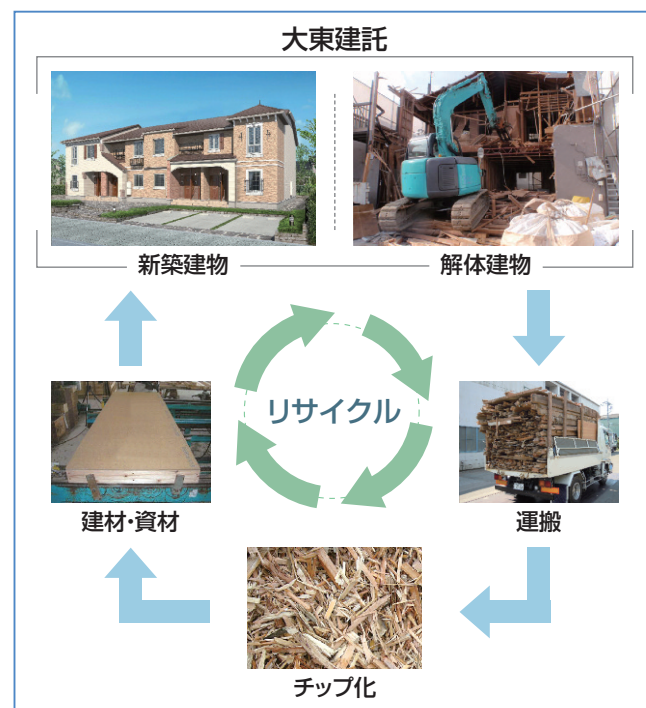 大東建託
新築建物
解体建物
リサイクル
建材・資材
運搬
チップ化